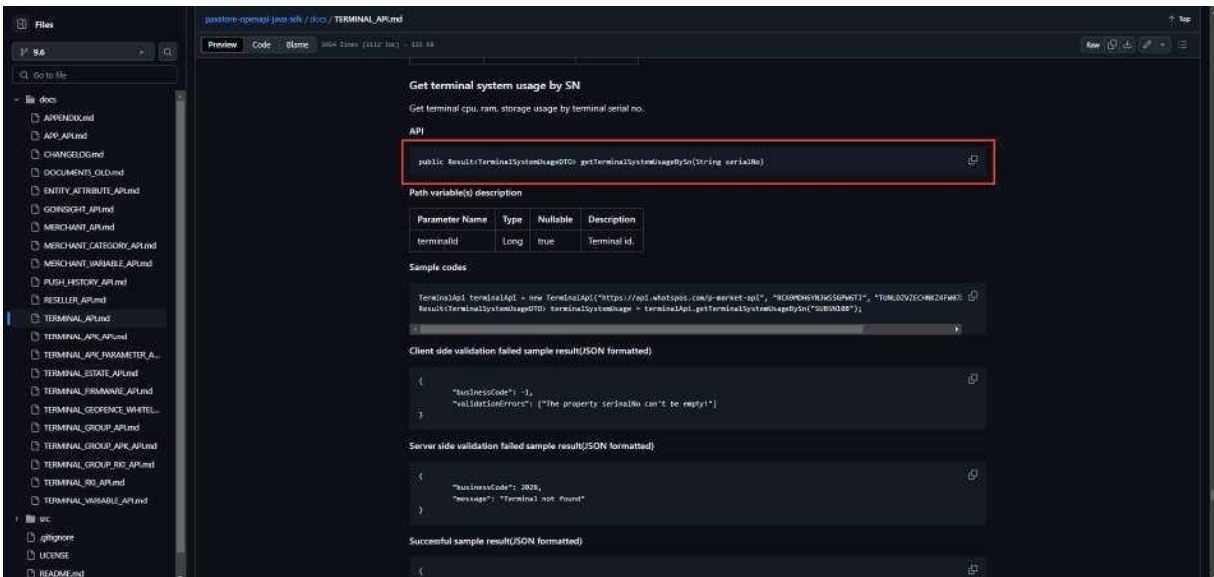 Files
paxstore-openapi-java-sdk / docs / TERMINAL_API.md
Top
9.6
Preview Code Blame
Raw
Go to file
docs
APPENDIX.md
APP_API.md
CHANGELOG.md
DOCUMENTS_OLD.md
ENTITY_ATTRIBUTE_API.md
GOINSIGHT_API.md
MERCHANT_API.md
MERCHANT_CATEGORY_API.md
MERCHANT_VARIABLE_API.md
PUSH_HISTORY_API.md
RESELLER_API.md
TERMINAL_API.md
TERMINAL_APK_API.md
TERMINAL_APK_PARAMETER_A...
TERMINAL_ESTATE_API.md
TERMINAL_FIRMWARE_API.md
TERMINAL_GEOFENCE_WHITEL...
TERMINAL_GROUP_API.md
TERMINAL_GROUP_APK_API.md
TERMINAL_GROUP_RKI_API.md
TERMINAL_RKI_API.md
TERMINAL_VARIABLE_API.md
src
.gitignore
LICENSE
README.md
Get terminal system usage by SN
Get terminal cpu, ram, storage usage by terminal serial no.
API
public Result<TerminalSystemUsageDTO> getTerminalSystemUsageBySn(String serialNo)
Path variable(s) description
Parameter Name Type Nullable Description
terminalId Long true Terminal id.
Sample codes
TerminalApi terminalApi = new TerminalApi("https://api.whatspos.com/p-market-api",
Result<TerminalSystemUsageDTO> terminalSystemUsage = terminalApi.getTerminalSystemUsageBySn("SUBSN108");
Client side validation failed sample result(JSON formatted)
{
"businessCode": -1,
"validationErrors": ["The property serinalNo can't be empty!"]
}
Server side validation failed sample result(JSON formatted)
{
"businessCode": 2028,
"message": "Terminal not found"
}
Successful sample result(JSON formatted)
{